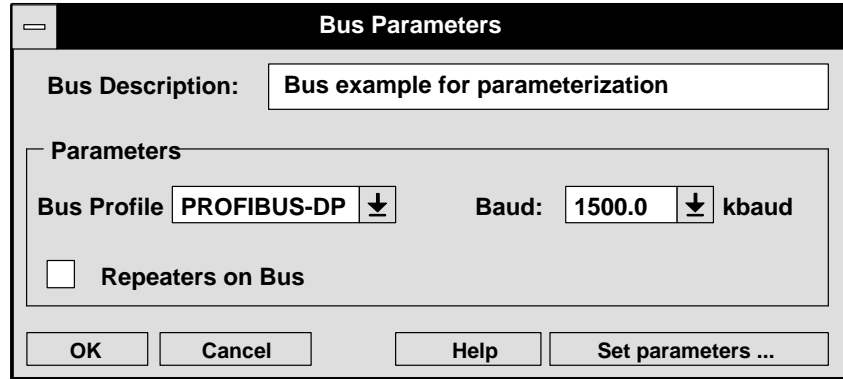 Bus Parameters
Bus Description: Bus example for parameterization
Parameters
Bus Profile PROFIBUS-DP Baud: 1500.0 kbaud
Repeaters on Bus
OK Cancel Help Set parameters ...